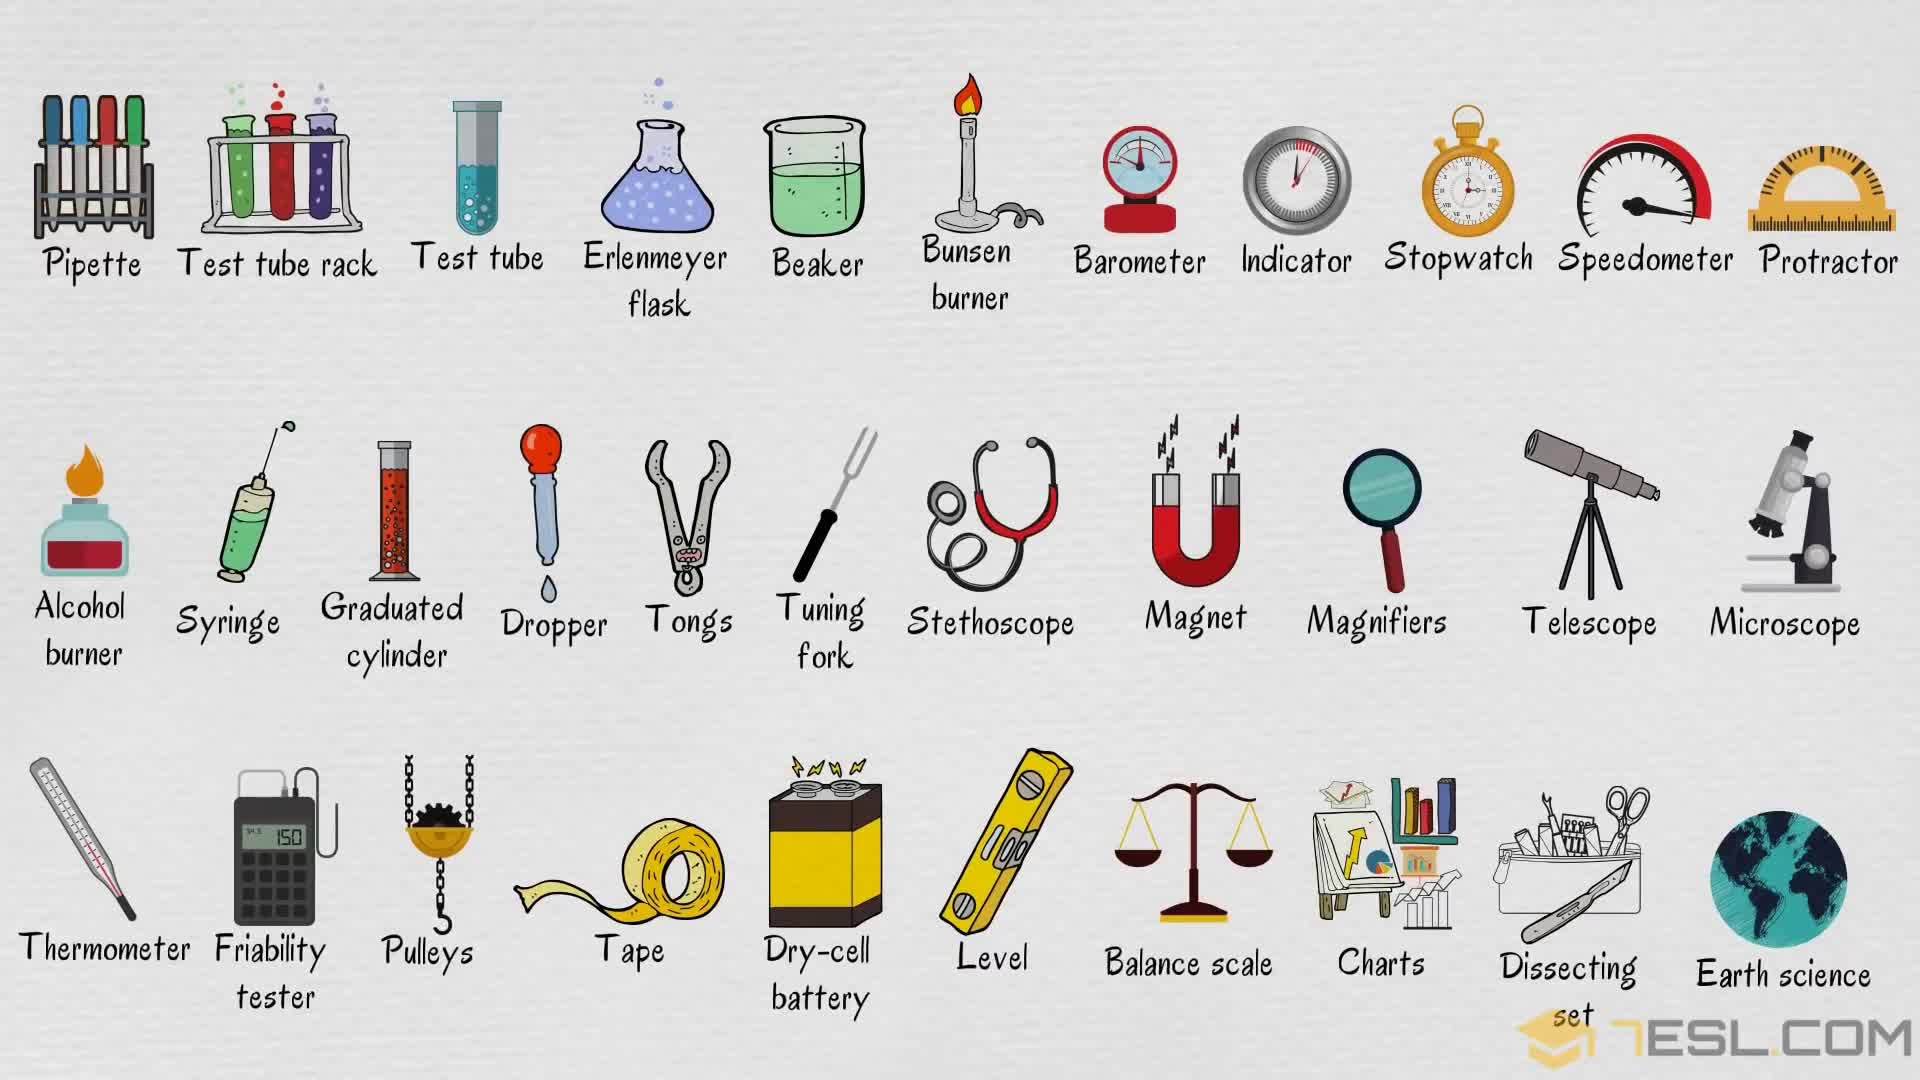 Pipette
Test tube rack
Test tube
Erlenmeyer
flask
Beaker
Bunsen
burner
Barometer
Indicator
Stopwatch
Speedometer
Protractor
Alcohol
burner
Syringe
Graduated
cylinder
Dropper
Tongs
Tuning
fork
Stethoscope
Magnet
Magnifiers
Telescope
Microscope
Thermometer
150
Friability
tester
Pulleys
Tape
Dry-cell
battery
Level
Balance scale
Charts
Dissecting
set
Earth science
7ESL.COM